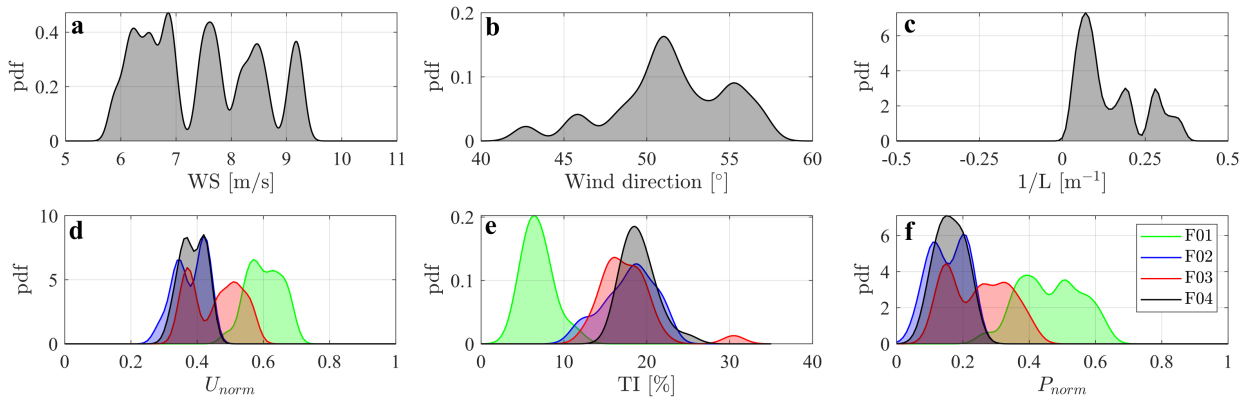 a
pdf
0.4
0.2
0
5 6 7 8 9 10 11
WS [m/s]
b
pdf
0.2
0.1
0
40 45 50 55 60
Wind direction [°]
c
pdf
6
4
2
0
-0.5 -0.25 0 0.25 0.5
1/L [m⁻¹]
d
pdf
10
5
0
0 0.2 0.4 0.6 0.8 1
U_norm
e
pdf
0.2
0.1
0
0 10 20 30 40
TI [%]
f
pdf
6
4
2
0
0 0.2 0.4 0.6 0.8 1
P_norm
F01
F02
F03
F04